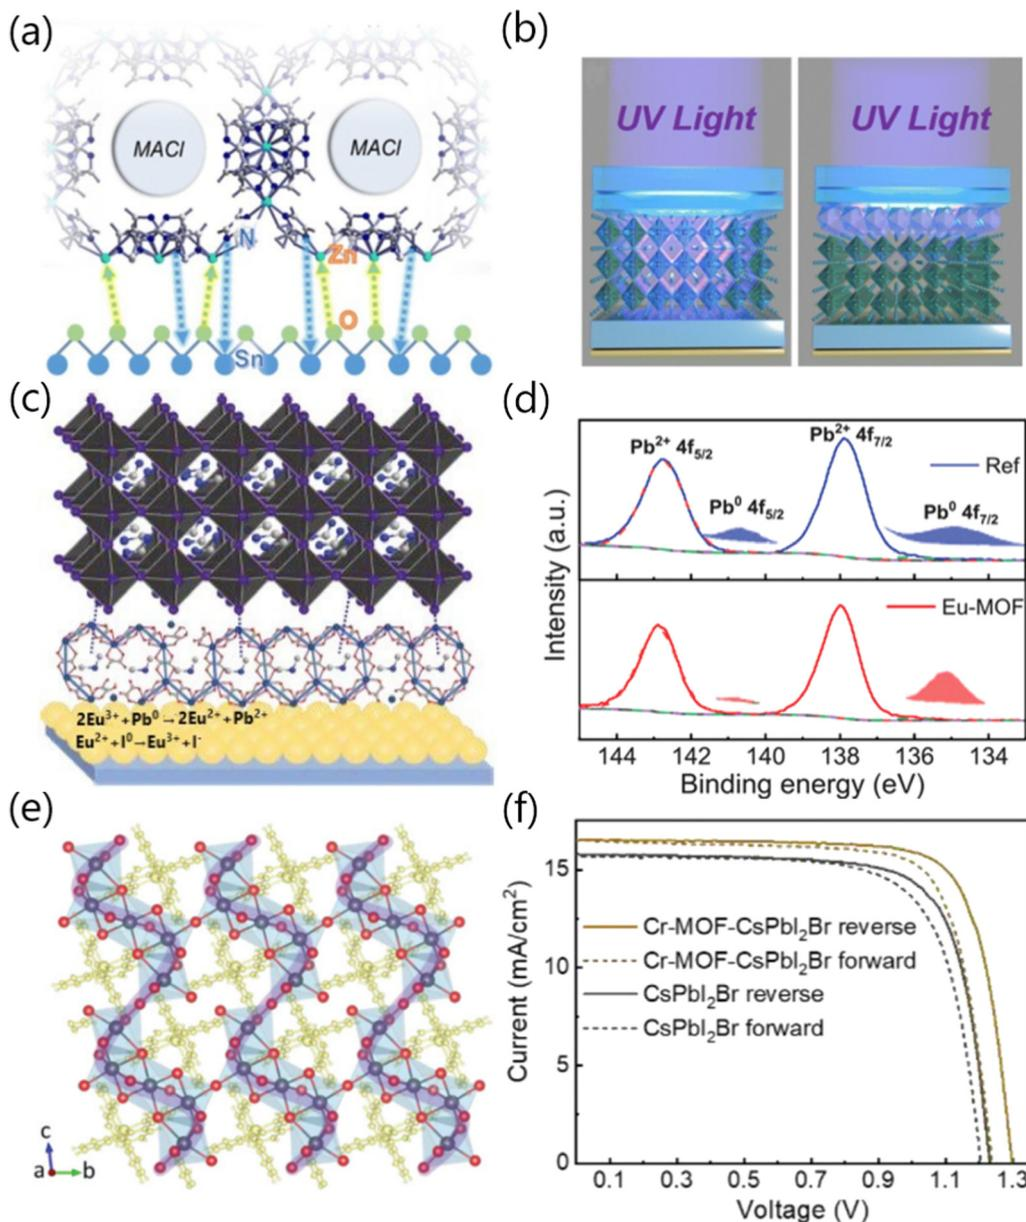 (a)
MACl
MACl
N
Zn
O
Sn
(b)
UV Light
UV Light
(c)
2Eu³⁺+Pb⁰→2Eu²⁺+Pb²⁺
Eu²⁺+I⁰→Eu³⁺+I⁻
(d)
Pb²⁺ 4f₅/₂
Pb²⁺ 4f₇/₂
Ref
Pb⁰ 4f₅/₂
Pb⁰ 4f₇/₂
Eu-MOF
Intensity (a.u.)
144 142 140 138 136 134
Binding energy (eV)
(e)
c
a
b
(f)
15
10
5
0
Current (mA/cm²)
Cr-MOF-CsPbI₂Br reverse
Cr-MOF-CsPbI₂Br forward
CsPbI₂Br reverse
CsPbI₂Br forward
0.1 0.3 0.5 0.7 0.9 1.1 1.3
Voltage (V)